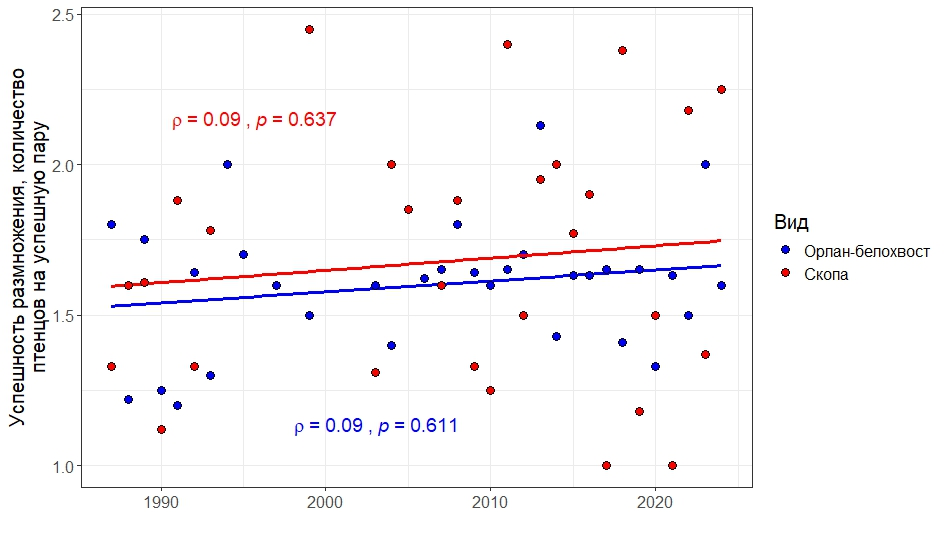 Успешность размножения, количество
птенцов на успешную пару
2.5
2.0
1.5
1.0
ρ = 0.09 , p = 0.637
ρ = 0.09 , p = 0.611
1990
2000
2010
2020
Вид
Орлан-белохвост
Скопа